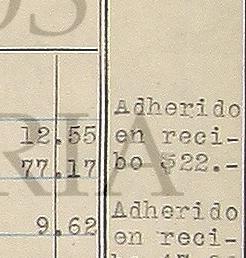 Adherido
12.55 en reci-
77.17 bo $22.-
Adherido
9.62 en reci-